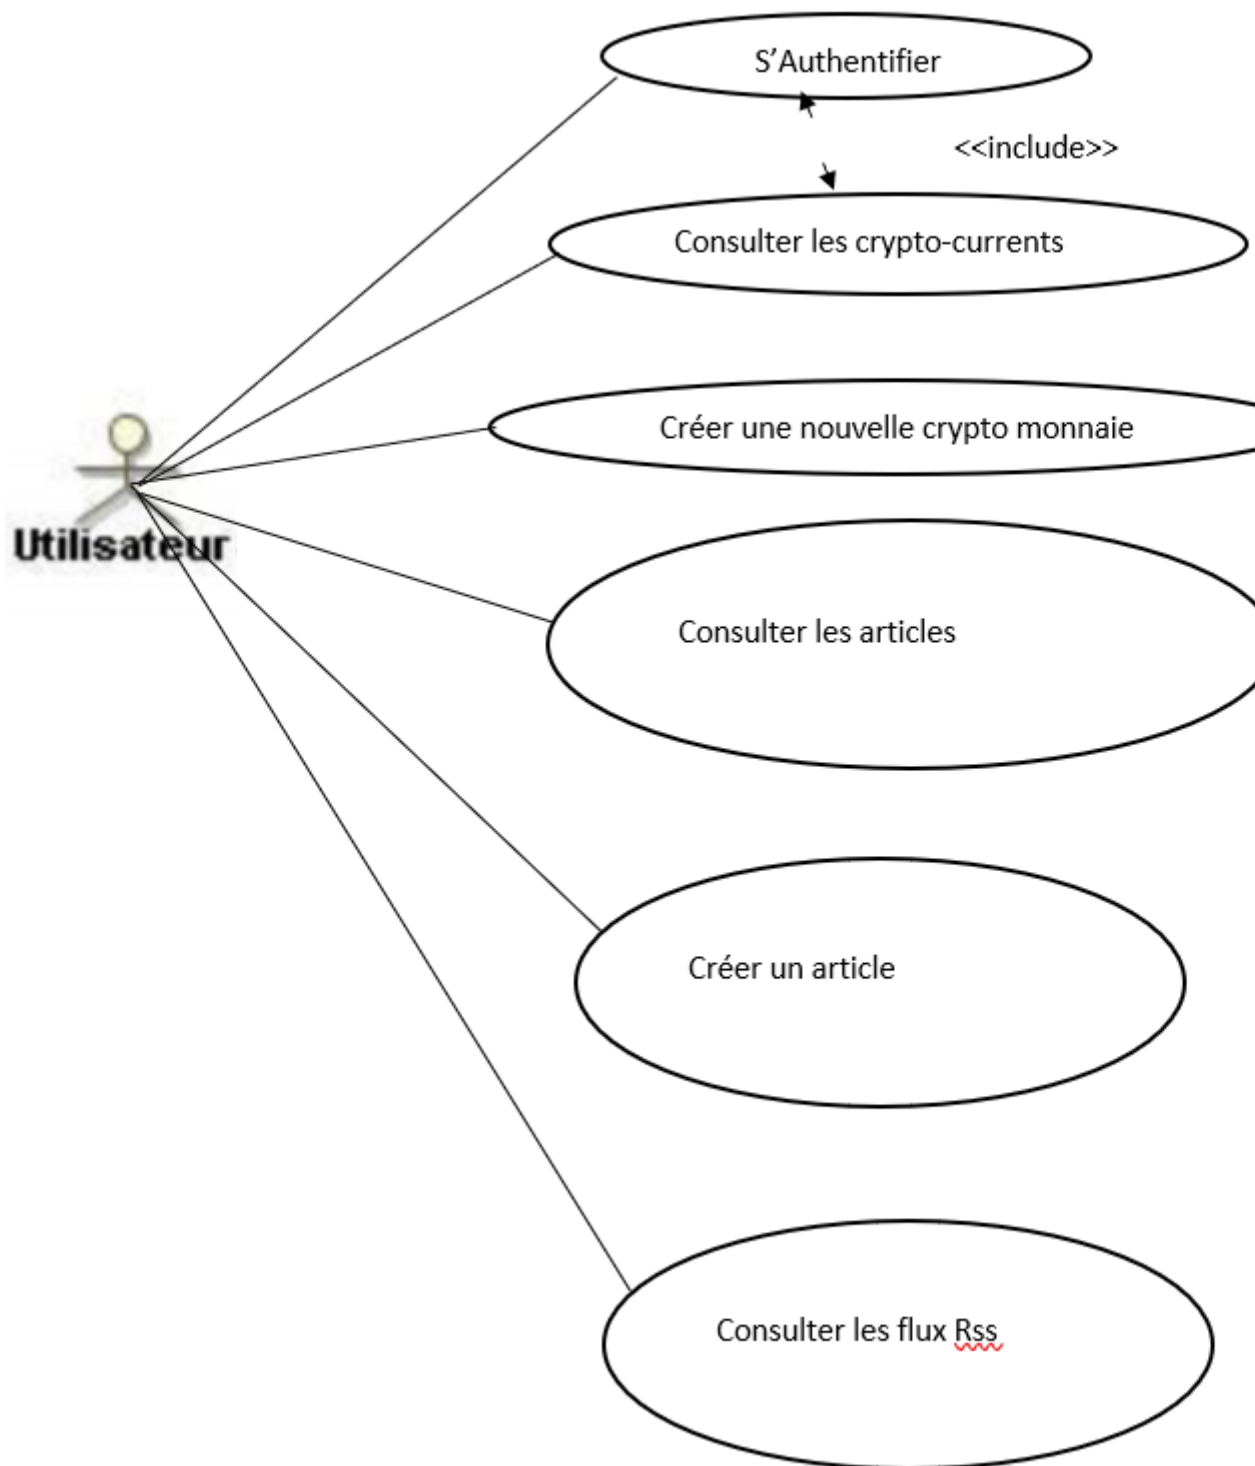 S’Authentifier
<<include>>
Consulter les crypto-currents
Créer une nouvelle crypto monnaie
Utilisateur
Consulter les articles
Créer un article
Consulter les flux Rss